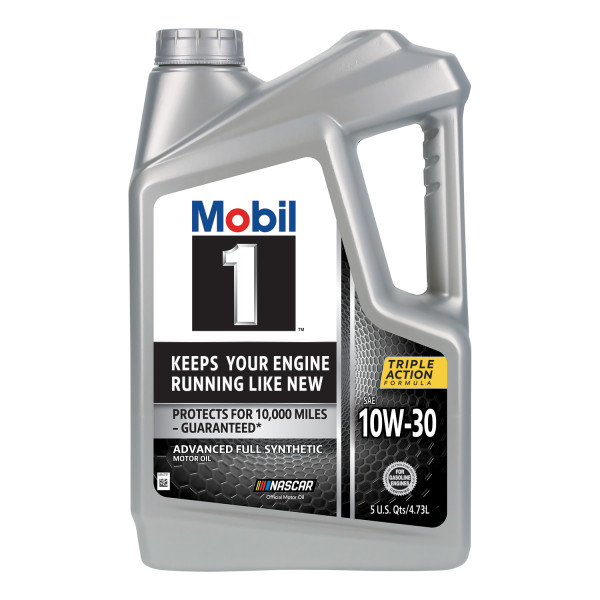 Mobil
1
™
KEEPS YOUR ENGINE
RUNNING LIKE NEW
PROTECTS FOR 10,000 MILES
– GUARANTEED*
ADVANCED FULL SYNTHETIC
MOTOR OIL
NASCAR
Official Motor Oil
TRIPLE
ACTION
FORMULA
SAE
10W-30
FOR
GASOLINE
ENGINES
5 U.S. Qts/4.73L